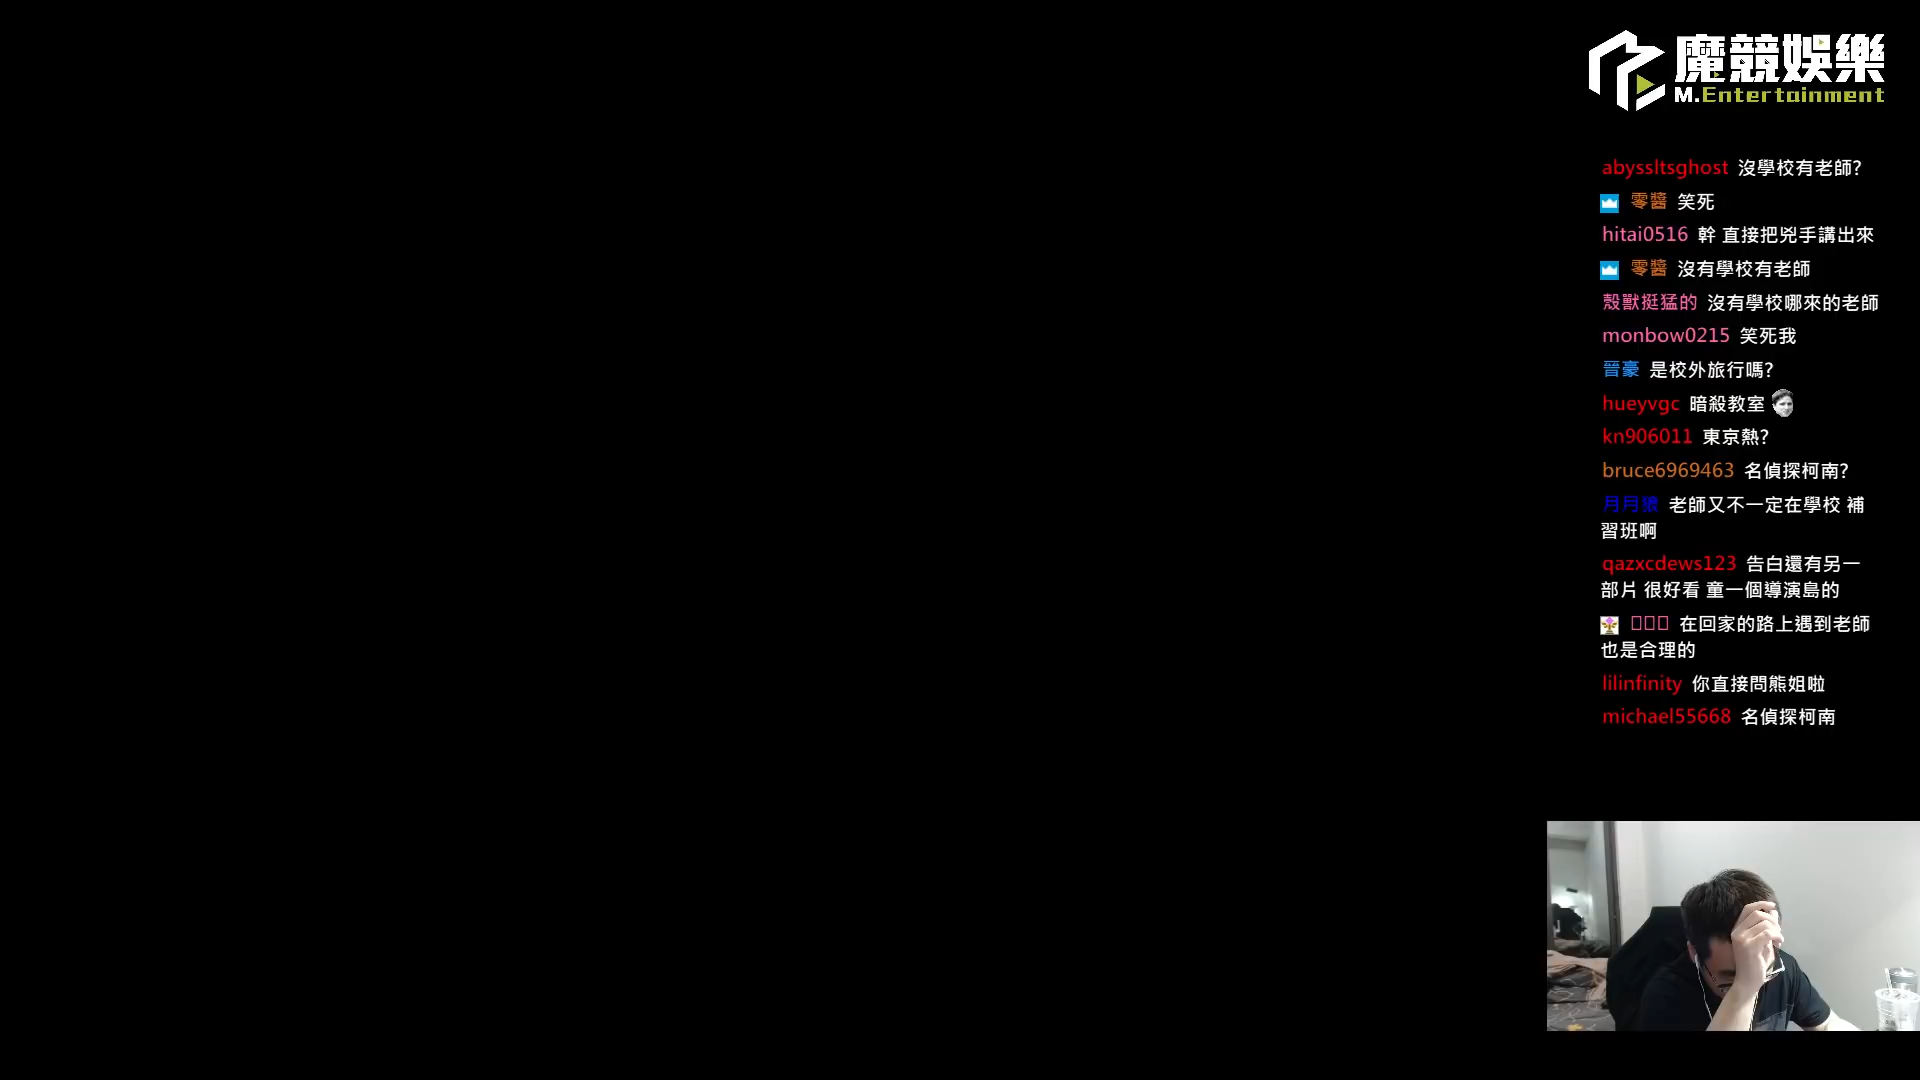 魔競娛樂
M.Entertainment
abyssltsghost 沒學校有老師?
零醬 笑死
hitai0516 幹 直接把兇手講出來
零醬 沒有學校有老師
殼獸挺猛的 沒有學校哪來的老師
monbow0215 笑死我
晉豪 是校外旅行嗎?
hueyvgc 暗殺教室
kn906011 東京熱?
bruce6969463 名偵探柯南?
月月狼 老師又不一定在學校 補
習班啊
qazxcdews123 告白還有另一
部片 很好看 童一個導演島的
在回家的路上遇到老師
也是合理的
lilinfinity 你直接問熊姐啦
michael55668 名偵探柯南